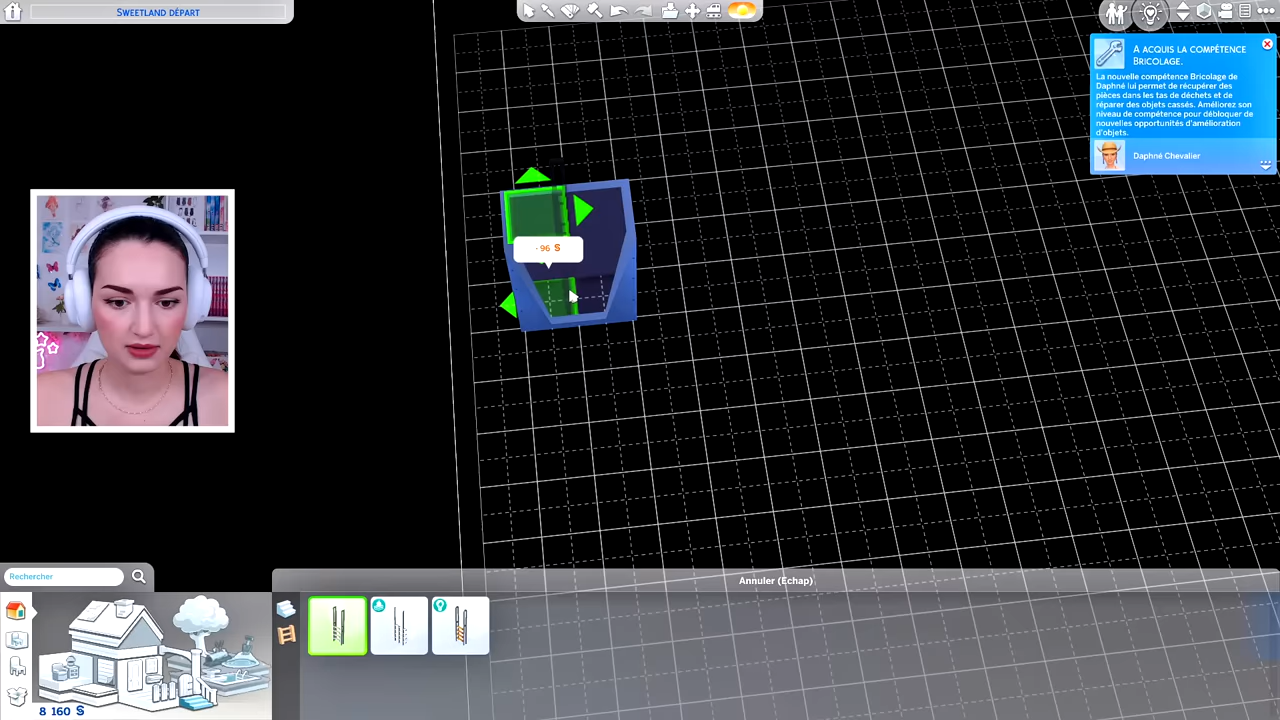 SWEETLAND DÉPART
A ACQUIS LA COMPÉTENCE
BRICOLAGE.
La nouvelle compétence Bricolage de
Daphné lui permet de récupérer des
pièces dans les tas de déchets et de
réparer des objets cassés. Améliorez son
niveau de compétence pour débloquer de
nouvelles opportunités d'amélioration
d'objets.
Daphné Chevalier
- 96 $
Annuler (Échap)
Rechercher
8 160 $